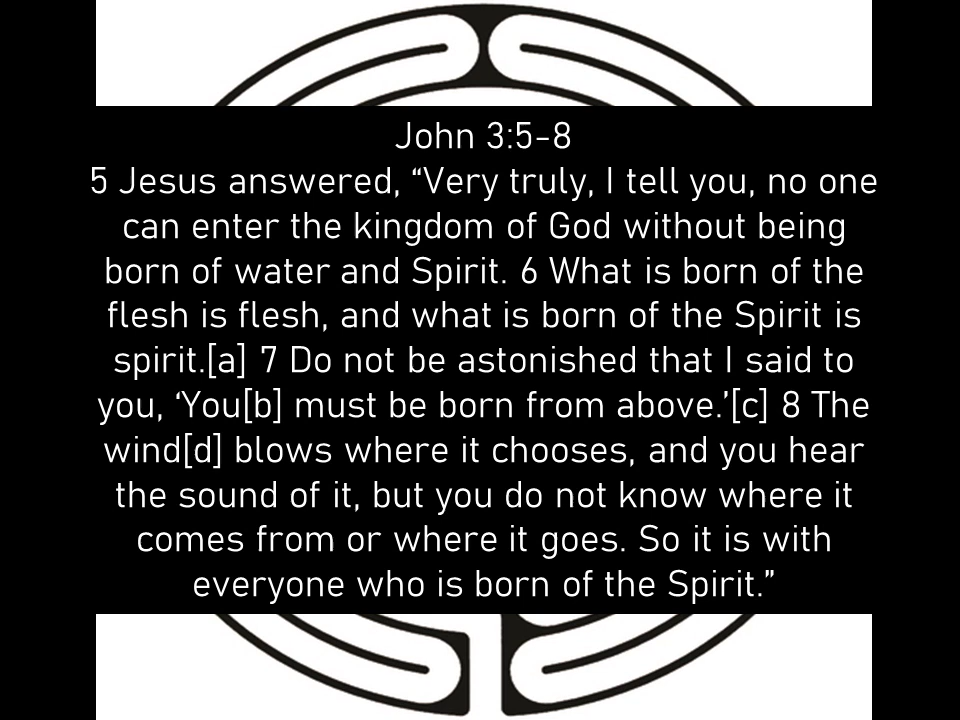 John 3:5-8
5 Jesus answered, “Very truly, I tell you, no one
can enter the kingdom of God without being
born of water and Spirit. 6 What is born of the
flesh is flesh, and what is born of the Spirit is
spirit.[a] 7 Do not be astonished that I said to
you, ‘You[b] must be born from above.’[c] 8 The
wind[d] blows where it chooses, and you hear
the sound of it, but you do not know where it
comes from or where it goes. So it is with
everyone who is born of the Spirit.”